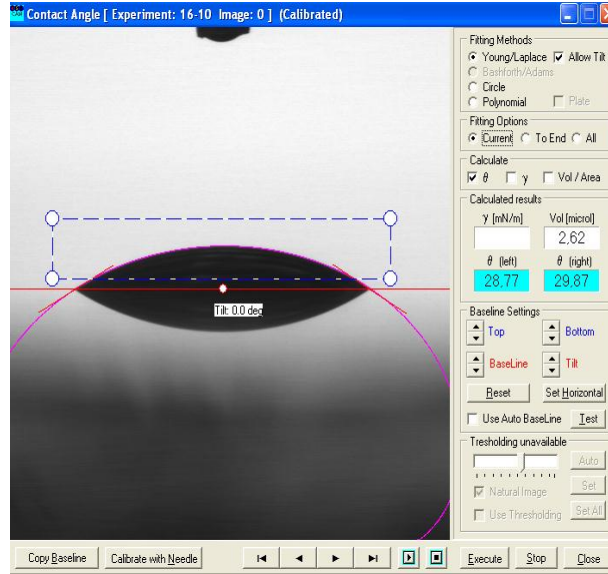 Contact Angle [ Experiment: 16-10 Image: 0 ] (Calibrated)
Fitting Methods
Young/Laplace Allow Tilt
Bashforth/Adams
Circle
Polynomial Plate
Fitting Options
Current To End All
Calculate
θ γ Vol / Area
Calculated results
γ [mN/m] Vol [microl]
2,62
θ (left) θ (right)
28,77 29,87
Tilt: 0.0 deg
Baseline Settings
Top Bottom
BaseLine Tilt
Reset Set Horizontal
Use Auto BaseLine Test
Tresholding unavailable
Auto
Natural Image Set
Use Thresholding Set All
Copy Baseline Calibrate with Needle Execute Stop Close